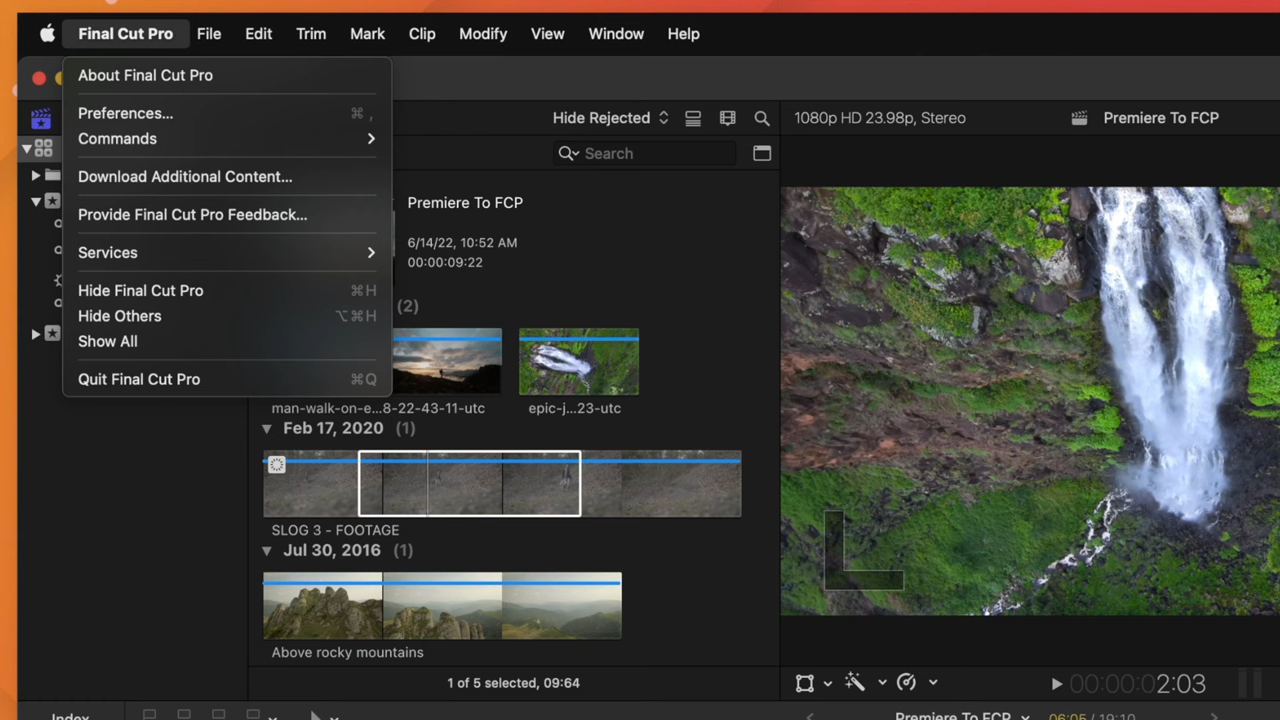 Final Cut Pro File Edit Trim Mark Clip Modify View Window Help
About Final Cut Pro
Preferences... ⌘ ,
Commands
Download Additional Content...
Provide Final Cut Pro Feedback...
Services
Hide Final Cut Pro ⌘H
Hide Others ⌥⌘H
Show All
Quit Final Cut Pro ⌘Q
Hide Rejected
Search
Premiere To FCP
6/14/22, 10:52 AM
00:00:09:22
(2)
man-walk-on-e...8-22-43-11-utc
epic-j...23-utc
Feb 17, 2020 (1)
SLOG 3 - FOOTAGE
Jul 30, 2016 (1)
Above rocky mountains
1 of 5 selected, 09:64
1080p HD 23.98p, Stereo
Premiere To FCP
00:00:02:03
Index
Premiere To FCP
06:05 / 19:10